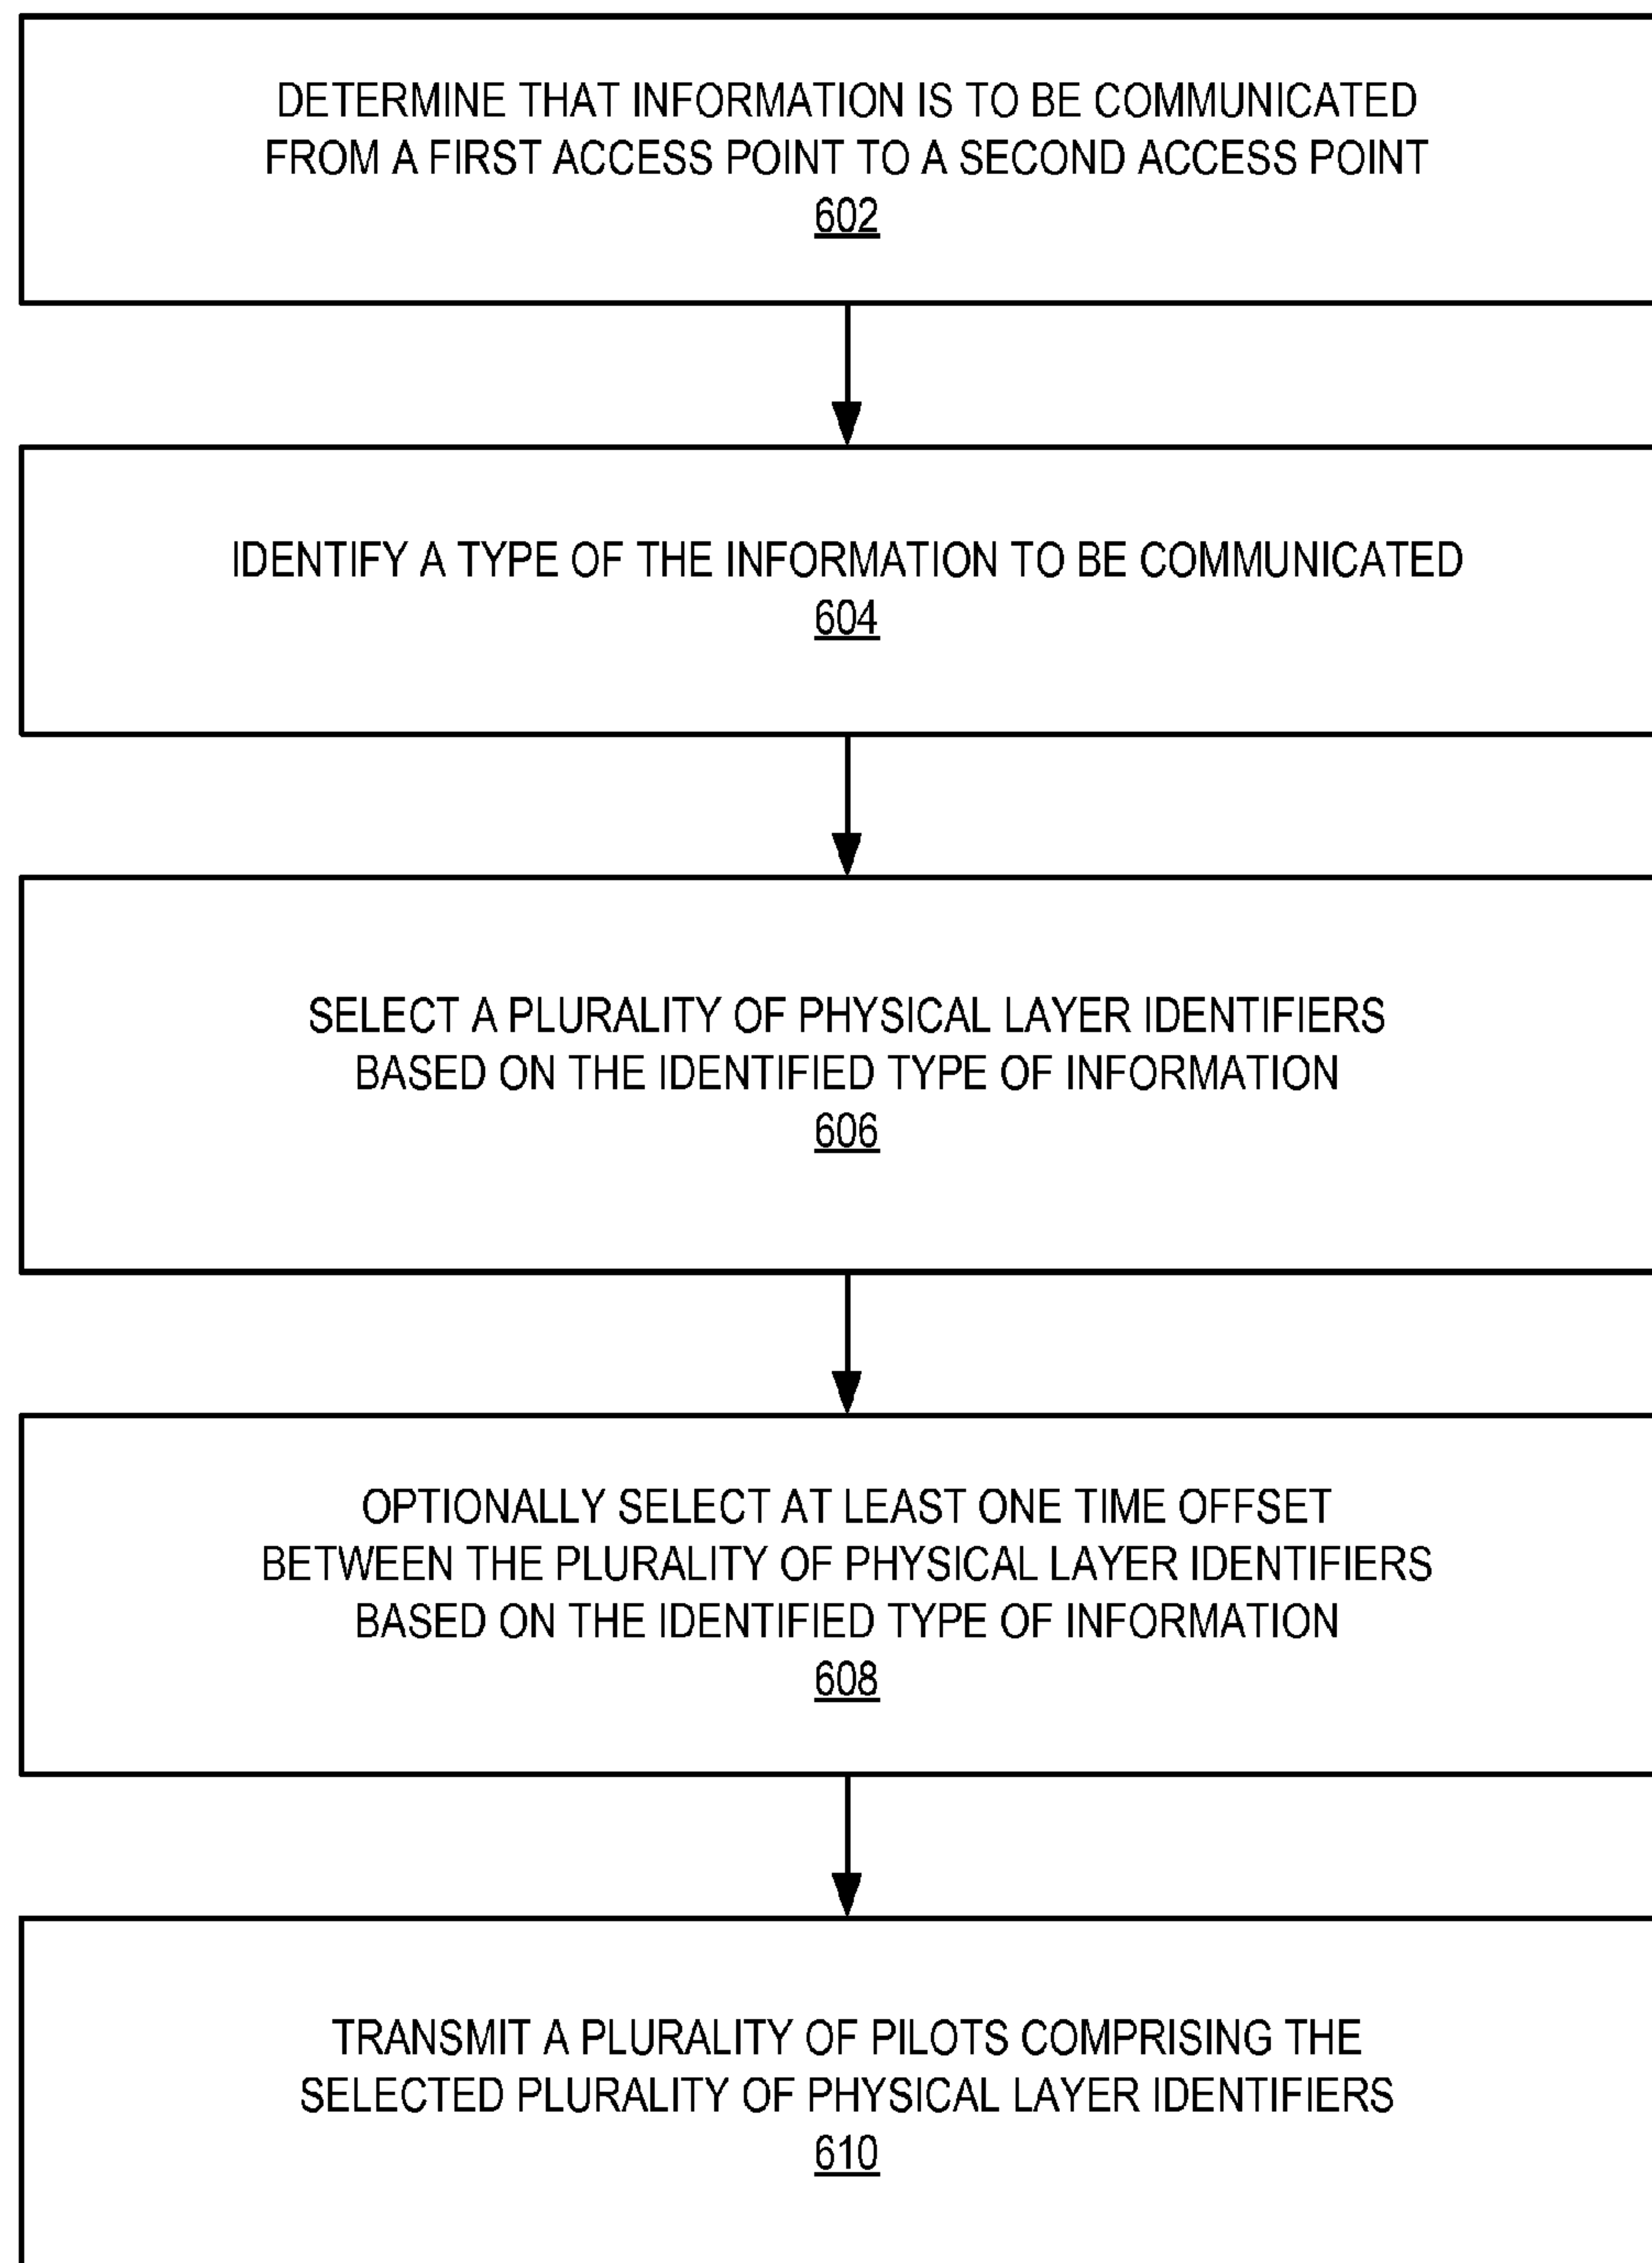 DETERMINE THAT INFORMATION IS TO BE COMMUNICATED
FROM A FIRST ACCESS POINT TO A SECOND ACCESS POINT
602
IDENTIFY A TYPE OF THE INFORMATION TO BE COMMUNICATED
604
SELECT A PLURALITY OF PHYSICAL LAYER IDENTIFIERS
BASED ON THE IDENTIFIED TYPE OF INFORMATION
606
OPTIONALLY SELECT AT LEAST ONE TIME OFFSET
BETWEEN THE PLURALITY OF PHYSICAL LAYER IDENTIFIERS
BASED ON THE IDENTIFIED TYPE OF INFORMATION
608
TRANSMIT A PLURALITY OF PILOTS COMPRISING THE
SELECTED PLURALITY OF PHYSICAL LAYER IDENTIFIERS
610